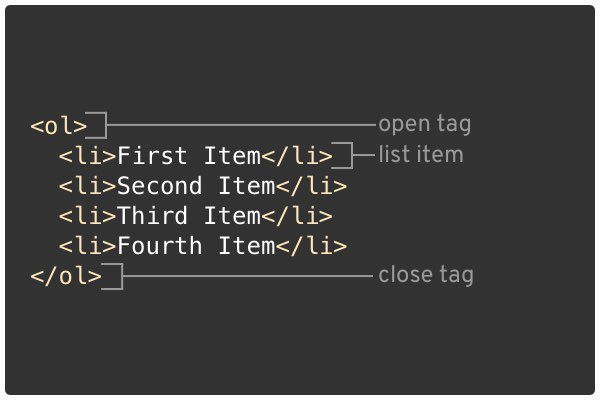 <ol> open tag
<li>First Item</li> list item
<li>Second Item</li>
<li>Third Item</li>
<li>Fourth Item</li>
</ol> close tag